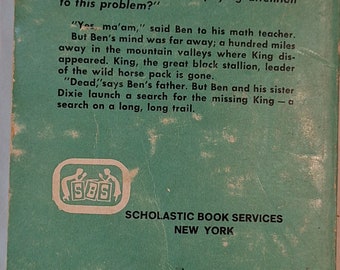 to this problem?"
"Yes, ma'am," said Ben to his math teacher.
But Ben's mind was far away; a hundred miles
away in the mountain valleys where King dis-
appeared. King, the great black stallion, leader
of the wild horse pack is gone.
"Dead," says Ben's father. But Ben and his sister
Dixie launch a search for the missing King — a
search on a long, long trail.
SBS
SCHOLASTIC BOOK SERVICES
NEW YORK